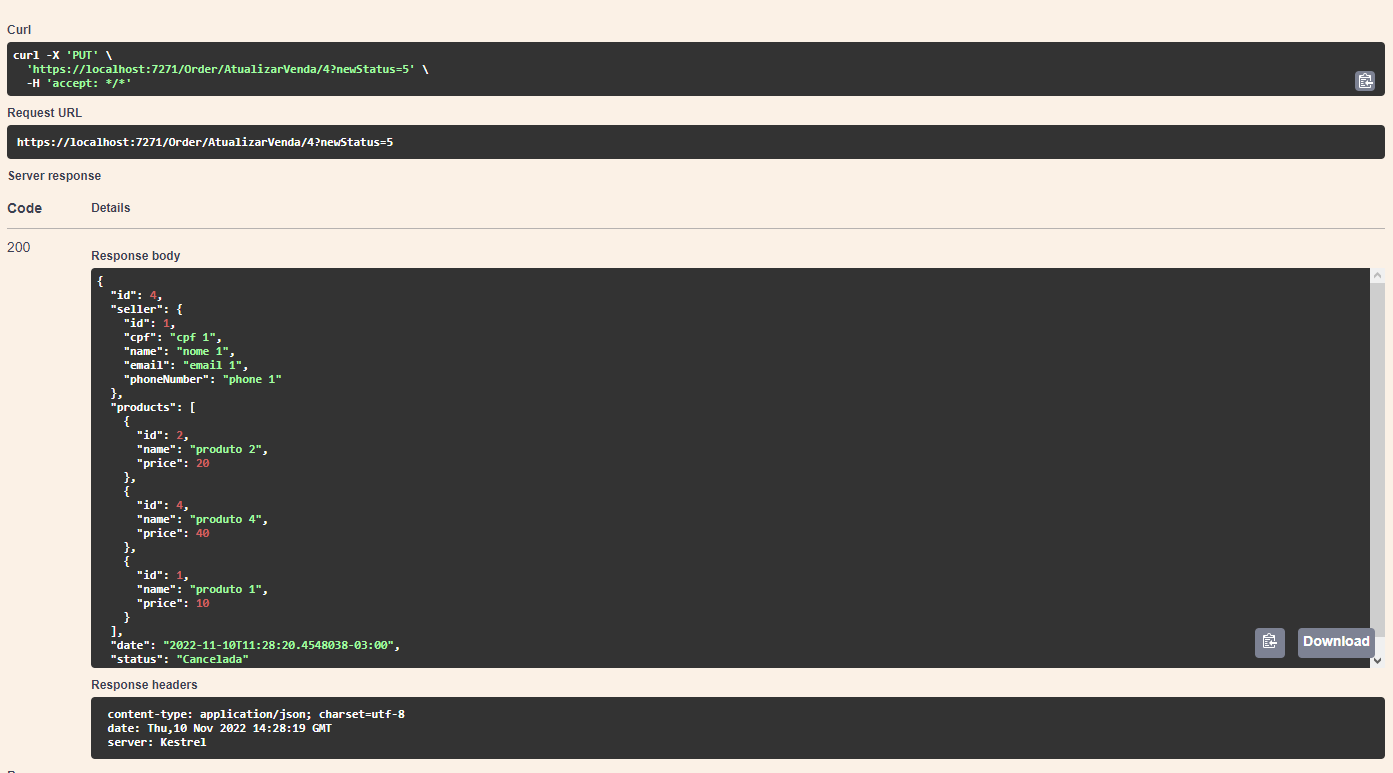 Curl
curl -X 'PUT' \
  'https://localhost:7271/Order/AtualizarVenda/4?newStatus=5' \
  -H 'accept: */*'
Request URL
https://localhost:7271/Order/AtualizarVenda/4?newStatus=5
Server response
Code Details
200
Response body
{
  "id": 4,
  "seller": {
    "id": 1,
    "cpf": "cpf 1",
    "name": "nome 1",
    "email": "email 1",
    "phoneNumber": "phone 1"
  },
  "products": [
    {
      "id": 2,
      "name": "produto 2",
      "price": 20
    },
    {
      "id": 4,
      "name": "produto 4",
      "price": 40
    },
    {
      "id": 1,
      "name": "produto 1",
      "price": 10
    }
  ],
  "date": "2022-11-10T11:28:20.4548038-03:00",
  "status": "Cancelada"
Download
Response headers
content-type: application/json; charset=utf-8
date: Thu,10 Nov 2022 14:28:19 GMT
server: Kestrel